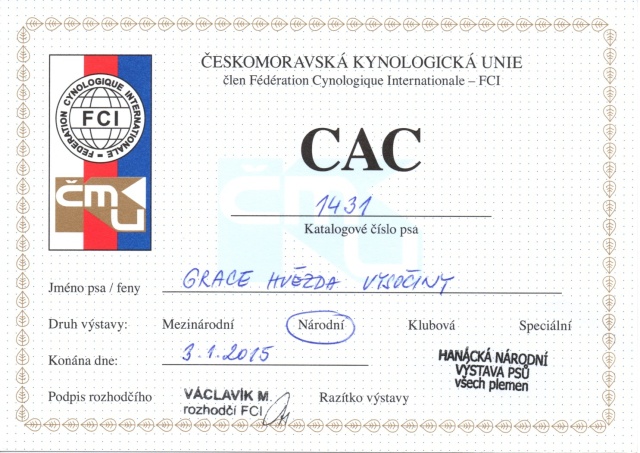 ČESKOMORAVSKÁ KYNOLOGICKÁ UNIE
člen Fédération Cynologique Internationale – FCI
FEDERATION CYNOLOGIQUE INTERNATIONALE
FCI
ČMKU
CAC
1431
Katalogové číslo psa
Jméno psa / feny GRACE HVĚZDA VYSOČINY
Druh výstavy: Mezinárodní Národní Klubová Speciální
Konána dne: 3.1.2015
HANÁCKÁ NÁRODNÍ
VÝSTAVA PSŮ
všech plemen
Podpis rozhodčího VÁCLAVÍK M. Razítko výstavy
rozhodčí FCI